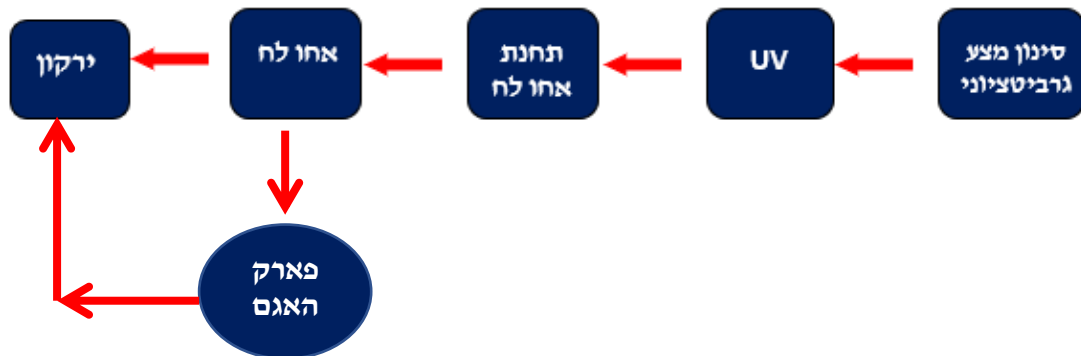 סינון מצע
גרביטציוני
UV
תחנת
אחו לח
אחו לח
ירקון
פארק
האגם